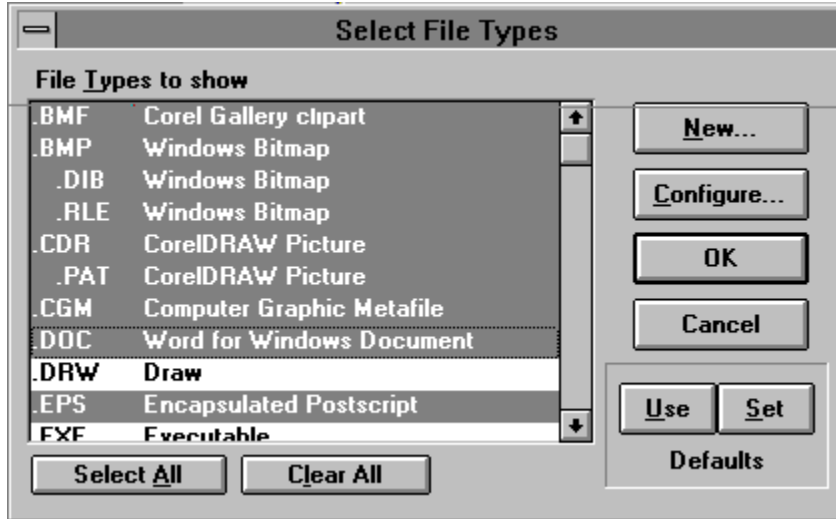 Select File Types
File Types to show
.BMF Corel Gallery clipart
.BMP Windows Bitmap
.DIB Windows Bitmap
.RLE Windows Bitmap
.CDR CorelDRAW Picture
.PAT CorelDRAW Picture
.CGM Computer Graphic Metafile
.DOC Word for Windows Document
.DRW Draw
.EPS Encapsulated Postscript
.EXE Executable
New...
Configure...
OK
Cancel
Use Set
Defaults
Select All Clear All